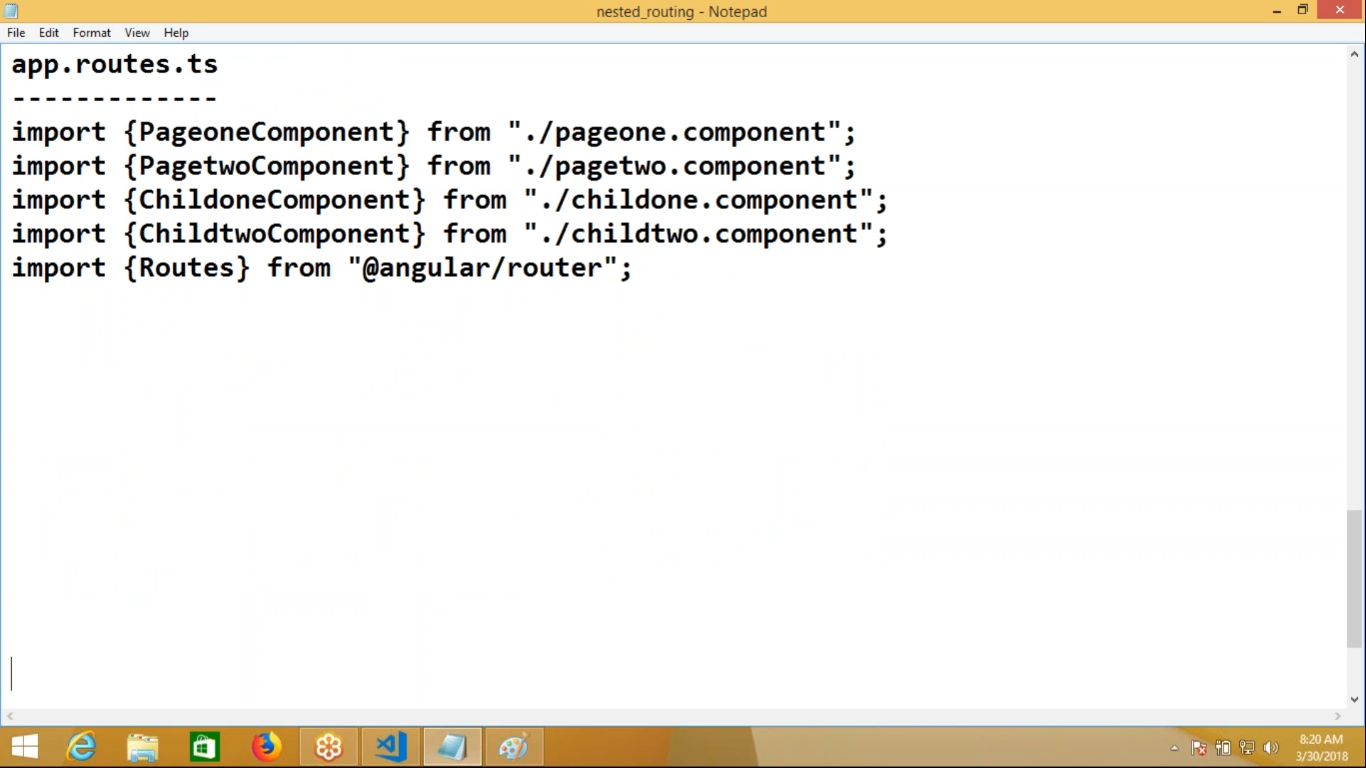 nested_routing - Notepad
File Edit Format View Help
app.routes.ts
-------------
import {PageoneComponent} from "./pageone.component";
import {PagetwoComponent} from "./pagetwo.component";
import {ChildoneComponent} from "./childone.component";
import {ChildtwoComponent} from "./childtwo.component";
import {Routes} from "@angular/router";
8:20 AM
3/30/2018